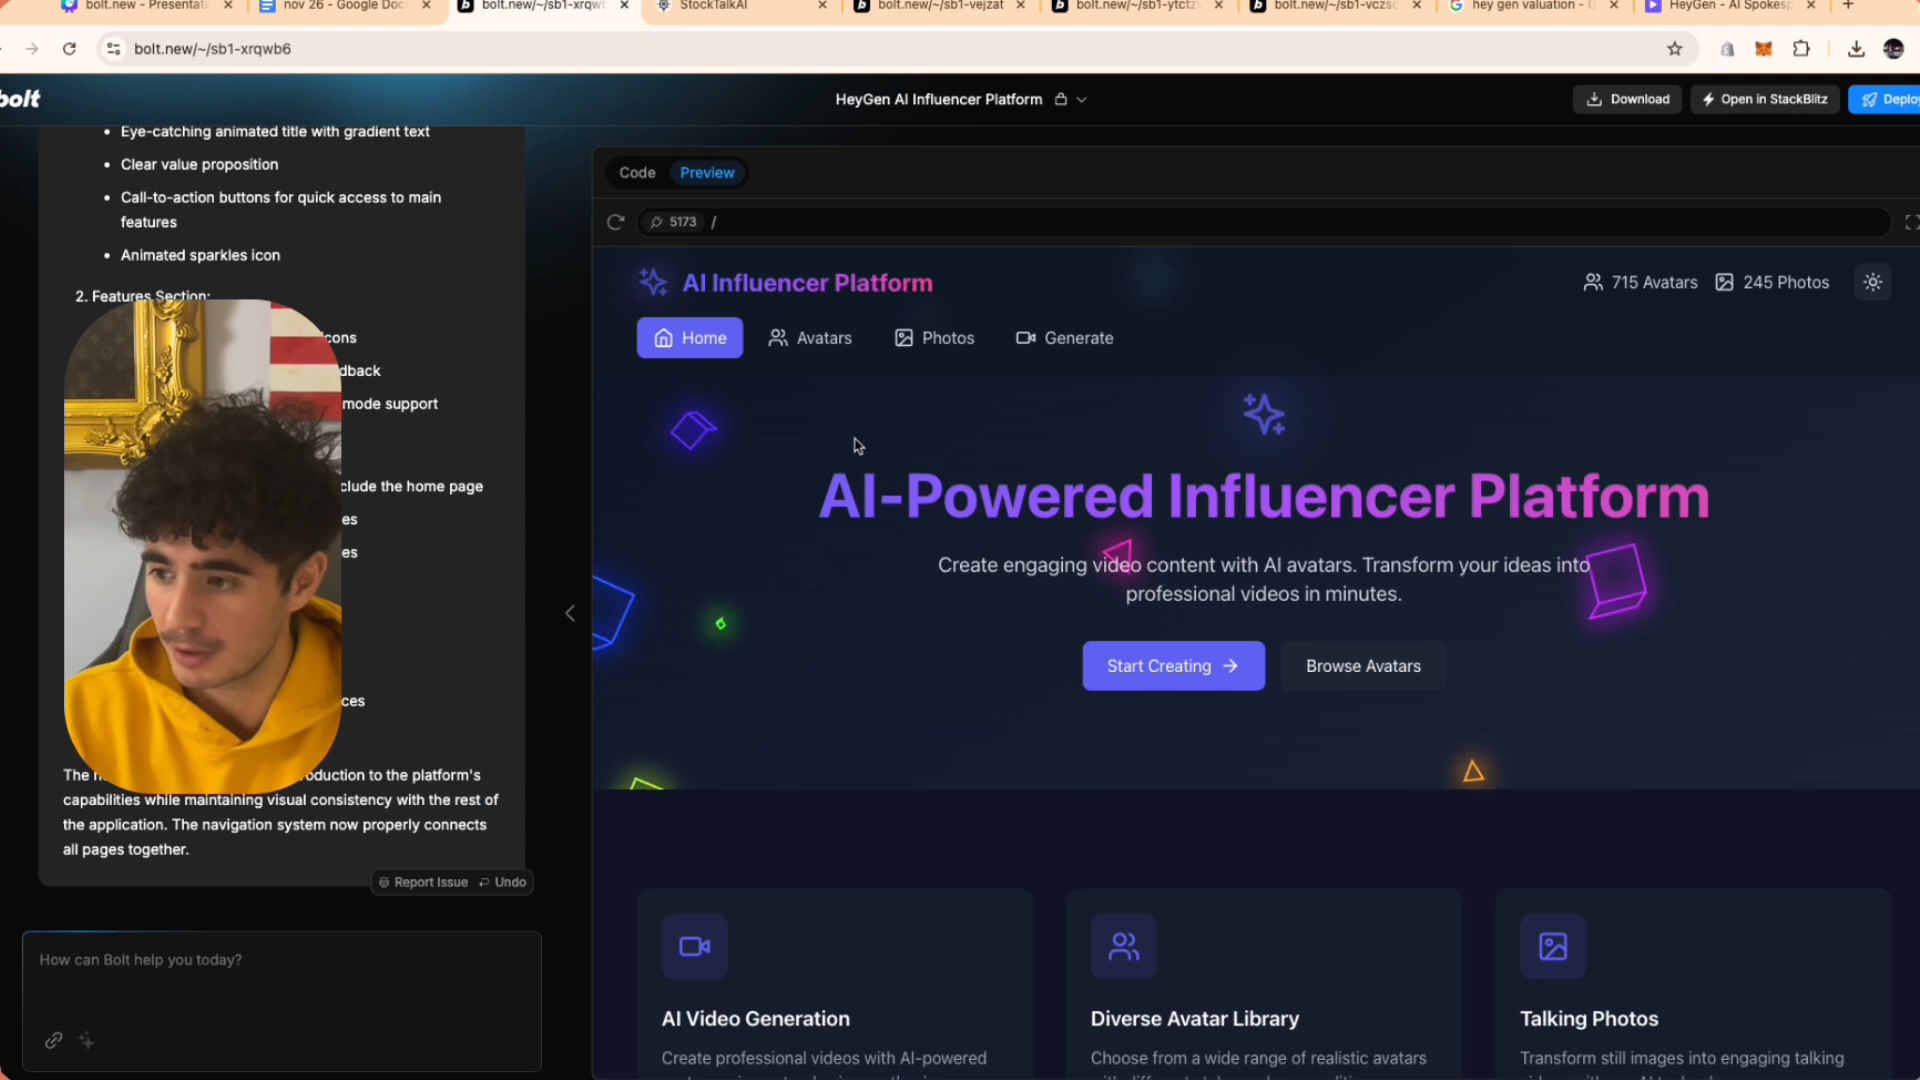 bolt.new - Presentati
nov 26 - Google Docs
bolt.new/~/sb1-xrqwb
StockTalkAI
bolt.new/~/sb1-vejzat
bolt.new/~/sb1-ytctz
bolt.new/~/sb1-vczsc
hey gen valuation - G
HeyGen - AI Spokesp
bolt.new/~/sb1-xrqwb6
bolt
HeyGen AI Influencer Platform
Download
Open in StackBlitz
Deploy
• Eye-catching animated title with gradient text
• Clear value proposition
• Call-to-action buttons for quick access to main
features
• Animated sparkles icon
2. Features Section:
cons
dback
mode support
clude the home page
es
es
ces
The h
oduction to the platform's
capabilities while maintaining visual consistency with the rest of
the application. The navigation system now properly connects
all pages together.
Report Issue
Undo
How can Bolt help you today?
Code
Preview
5173
/
AI Influencer Platform
715 Avatars
245 Photos
Home
Avatars
Photos
Generate
AI-Powered Influencer Platform
Create engaging video content with AI avatars. Transform your ideas into
professional videos in minutes.
Start Creating →
Browse Avatars
AI Video Generation
Create professional videos with AI-powered
Diverse Avatar Library
Choose from a wide range of realistic avatars
Talking Photos
Transform still images into engaging talking